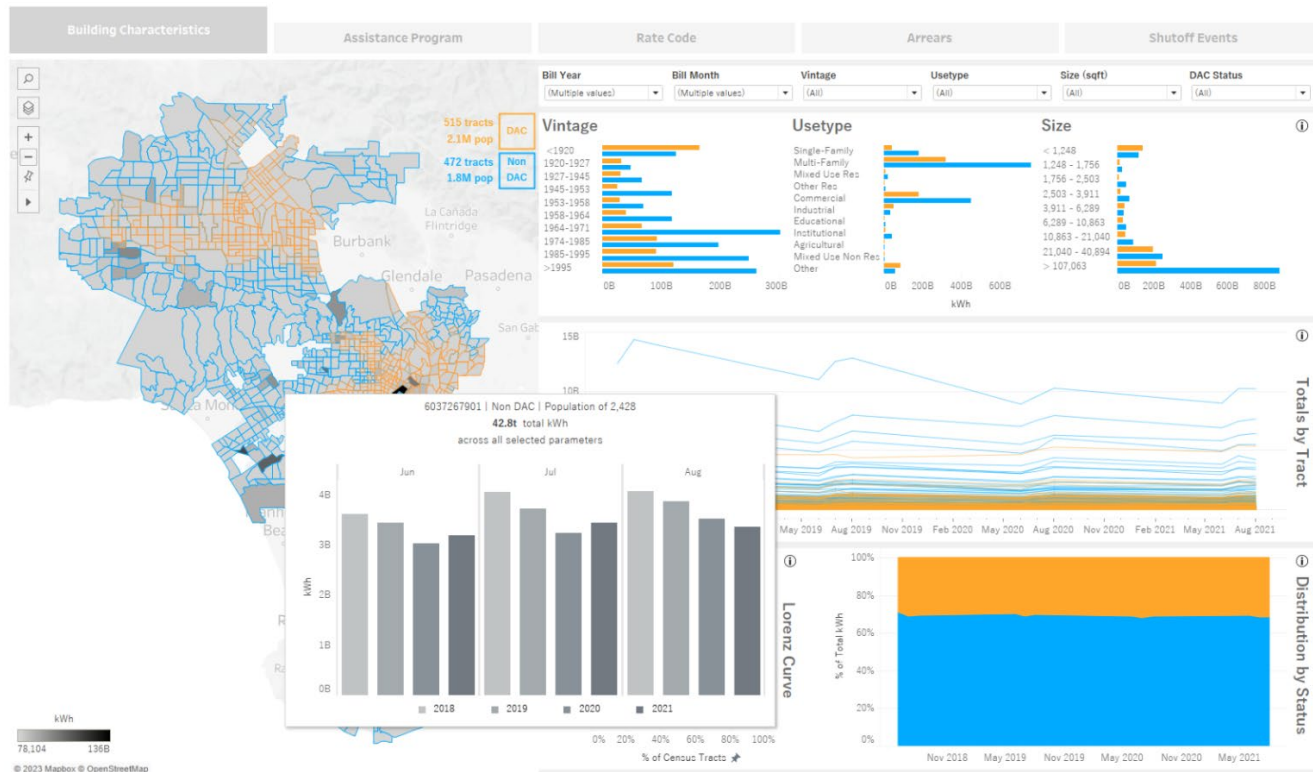 Building Characteristics
Assistance Program
Rate Code
Arrears
Shutoff Events
Bill Year
Bill Month
Vintage
Usetype
Size (sqft)
DAC Status
(Multiple values)
(Multiple values)
(All)
(All)
(All)
(All)
515 tracts
2.1M pop
DAC
472 tracts
1.8M pop
Non
DAC
La Cañada
Flintridge
Burbank
Glendale
Pasadena
San Gab
Vintage
<1920
1920-1927
1927-1945
1945-1953
1953-1958
1958-1964
1964-1971
1974-1985
1985-1995
>1995
0B 100B 200B 300B
Usetype
Single-Family
Multi-Family
Mixed Use Res
Other Res
Commercial
Industrial
Educational
Institutional
Agricultural
Mixed Use Non Res
Other
0B 200B 400B 600B
kWh
Size
< 1,248
1,248 - 1,756
1,756 - 2,503
2,503 - 3,911
3,911 - 6,289
6,289 - 10,863
10,863 - 21,040
21,040 - 40,894
> 107,063
0B 200B 400B 600B 800B
15B
10B
Totals by Tract
May 2019 Aug 2019 Nov 2019 Feb 2020 May 2020 Aug 2020 Nov 2020 Feb 2021 May 2021 Aug 2021
6037267901 | Non DAC | Population of 2,428
42.8t total kWh
across all selected parameters
Jun
Jul
Aug
4B
3B
2B
1B
0B
kWh
2018
2019
2020
2021
Lorenz Curve
0% 20% 40% 60% 80% 100%
% of Census Tracts
100%
80%
60%
40%
20%
0%
% of Total kWh
Distribution by Status
Nov 2018 May 2019 Nov 2019 May 2020 Nov 2020 May 2021
kWh
78,104 136B
© 2023 Mapbox © OpenStreetMap